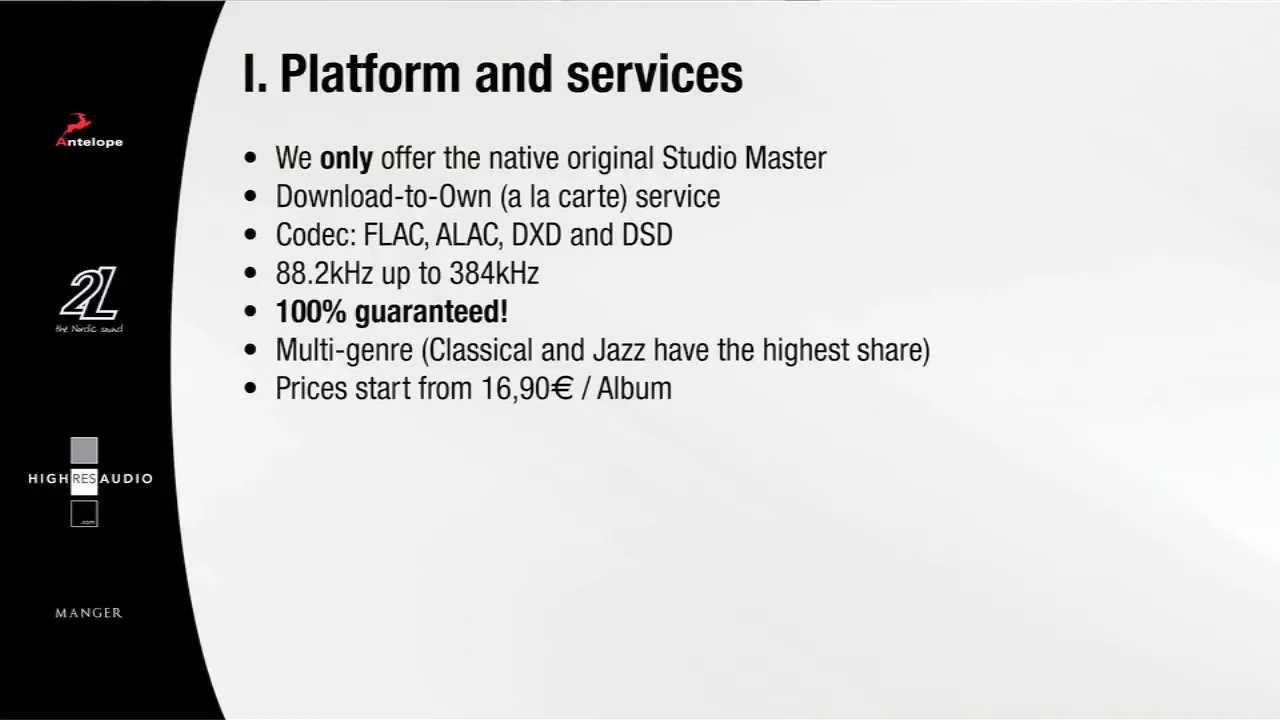 I. Platform and services
• We only offer the native original Studio Master
• Download-to-Own (a la carte) service
• Codec: FLAC, ALAC, DXD and DSD
• 88.2kHz up to 384kHz
• 100% guaranteed!
• Multi-genre (Classical and Jazz have the highest share)
• Prices start from 16,90€ / Album
Antelope
2L
the Nordic sound
HIGHRESAUDIO
.com
MANGER